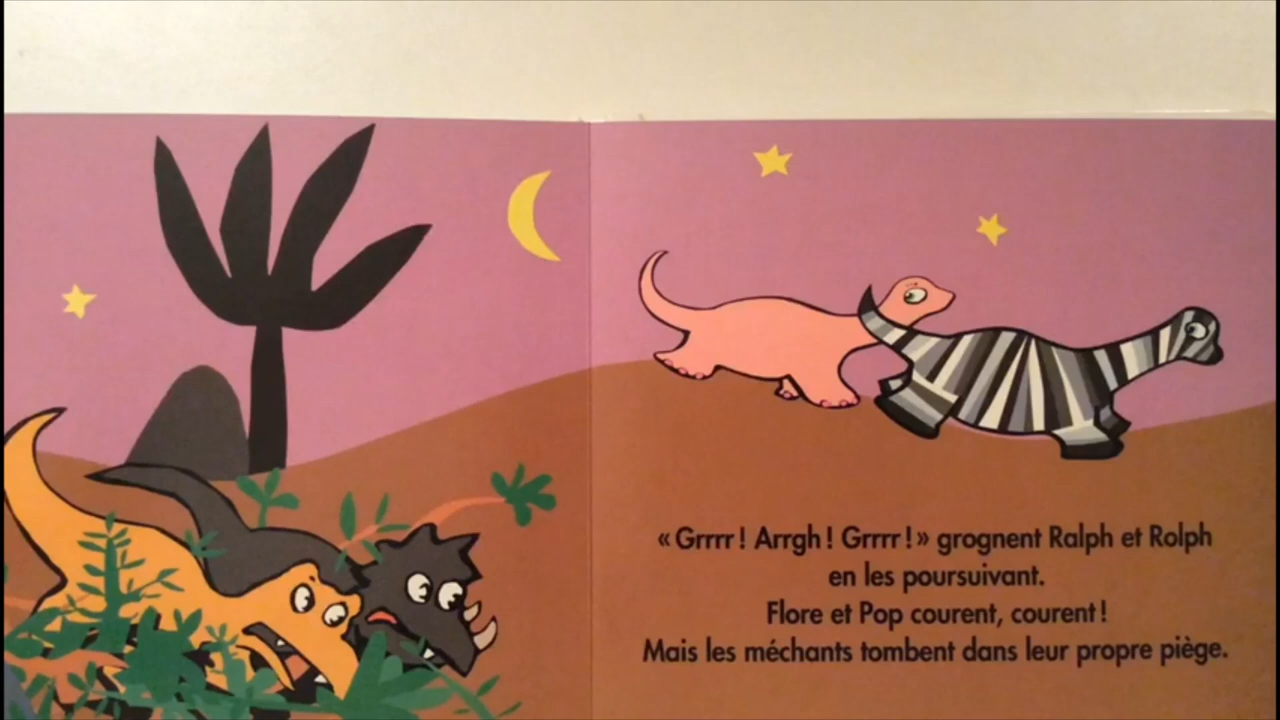 « Grrrr ! Arrgh ! Grrrr ! » grognent Ralph et Rolph
en les poursuivant.
Flore et Pop courent, courent !
Mais les méchants tombent dans leur propre piège.